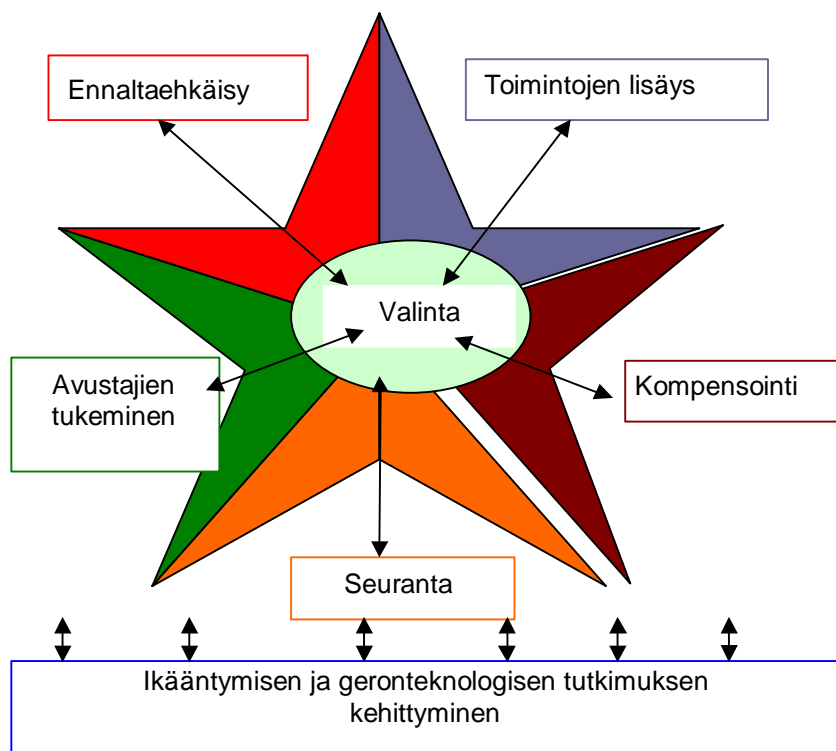 Ennaltaehkäisy
Toimintojen lisäys
Valinta
Avustajien
tukeminen
Kompensointi
Seuranta
Ikääntymisen ja geronteknologisen tutkimuksen
kehittyminen